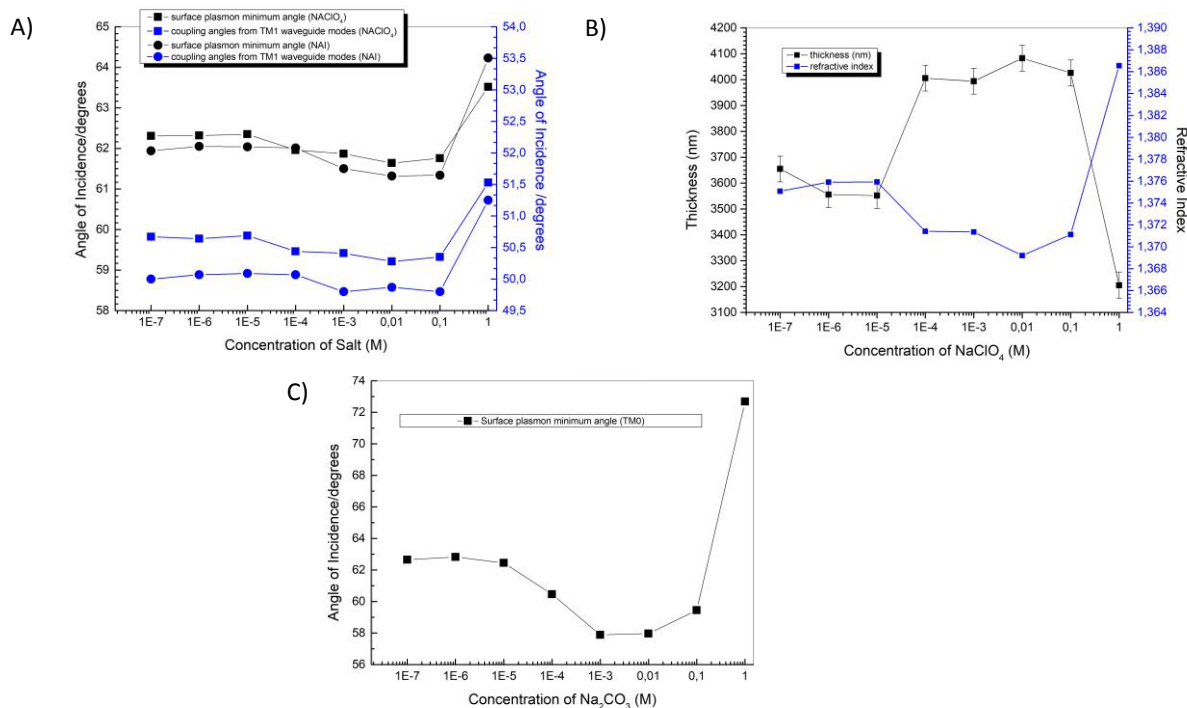 A)
surface plasmon minimum angle (NAClO₄)
coupling angles from TM1 waveguide modes (NAClO₄)
surface plasmon minimum angle (NAI)
coupling angles from TM1 waveguide modes (NAI)
Angle of Incidence/degrees
65
64
63
62
61
60
59
58
Angle of Incidence /degrees
54,0
53,5
53,0
52,5
52,0
51,5
51,0
50,5
50,0
49,5
1E-7 1E-6 1E-5 1E-4 1E-3 0,01 0,1 1
Concentration of Salt (M)
B)
thickness (nm)
refractive index
Thickness (nm)
4200
4100
4000
3900
3800
3700
3600
3500
3400
3300
3200
3100
Refractive Index
1,390
1,388
1,386
1,380
1,378
1,376
1,374
1,372
1,370
1,368
1,366
1,364
1E-7 1E-6 1E-5 1E-4 1E-3 0,01 0,1 1
Concentration of NaClO₄ (M)
C)
Surface plasmon minimum angle (TM0)
Angle of Incidence/degrees
74
72
70
68
66
64
62
60
58
56
1E-7 1E-6 1E-5 1E-4 1E-3 0,01 0,1 1
Concentration of Na₂CO₃ (M)